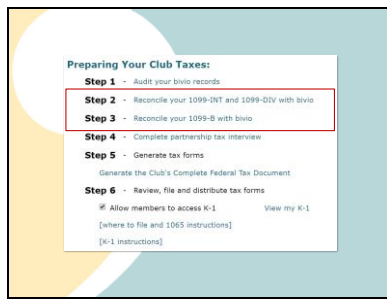 Preparing Your Club Taxes:
Step 1 - Audit your bivio records
Step 2 - Reconcile your 1099-INT and 1099-DIV with bivio
Step 3 - Reconcile your 1099-B with bivio
Step 4 - Complete partnership tax interview
Step 5 - Generate tax forms
Generate the Club's Complete Federal Tax Document
Step 6 - Review, file and distribute tax forms
Allow members to access K-1 View my K-1
[where to file and 1065 instructions]
[K-1 instructions]